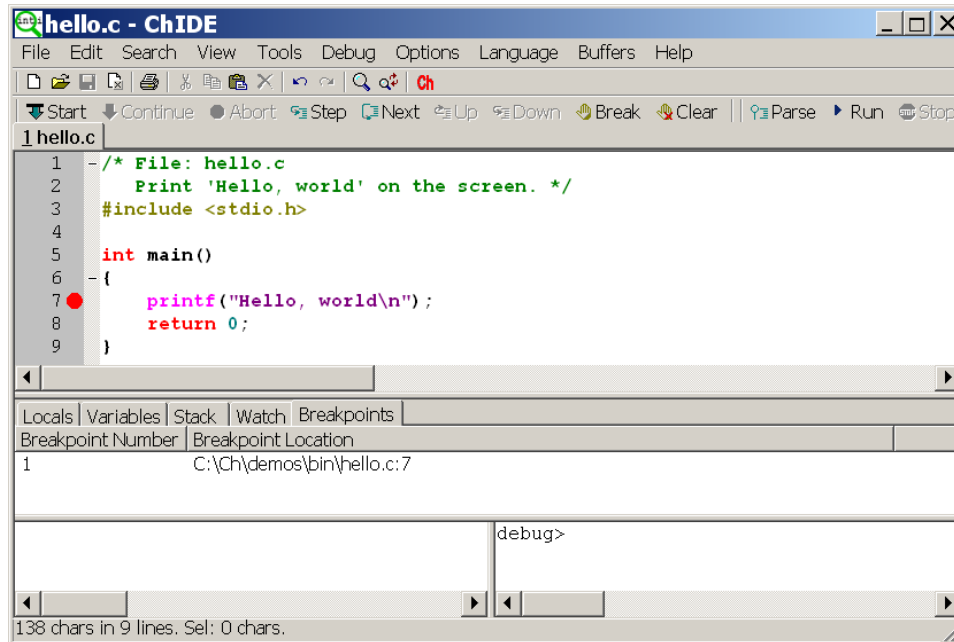 hello.c - ChIDE
File Edit Search View Tools Debug Options Language Buffers Help
Ch
Start Continue Abort Step Next Up Down Break Clear Parse Run Stop
1 hello.c
1 /* File: hello.c
2 Print 'Hello, world' on the screen. */
3 #include <stdio.h>
4
5 int main()
6 {
7 printf("Hello, world\n");
8 return 0;
9 }
Locals Variables Stack Watch Breakpoints
Breakpoint Number Breakpoint Location
1 C:\Ch\demos\bin\hello.c:7
debug>
138 chars in 9 lines. Sel: 0 chars.